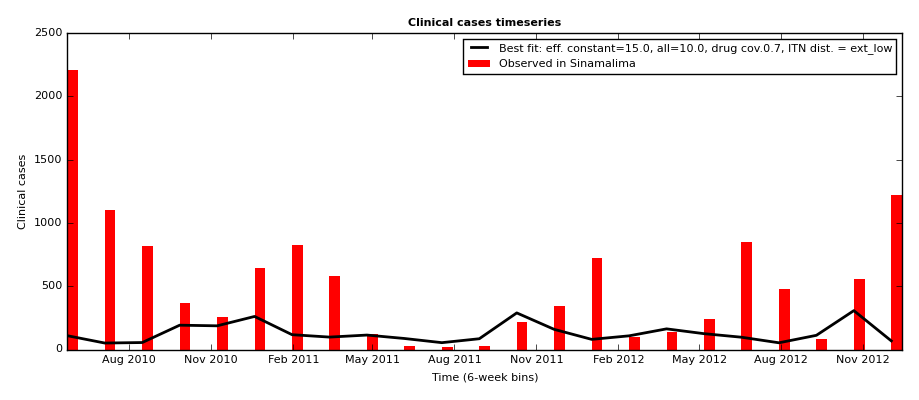 Clinical cases timeseries
2500
2000
1500
1000
500
0
Clinical cases
Best fit: eff. constant=15.0, all=10.0, drug cov.0.7, ITN dist. = ext_low
Observed in Sinamalima
Aug 2010 Nov 2010 Feb 2011 May 2011 Aug 2011 Nov 2011 Feb 2012 May 2012 Aug 2012 Nov 2012
Time (6-week bins)